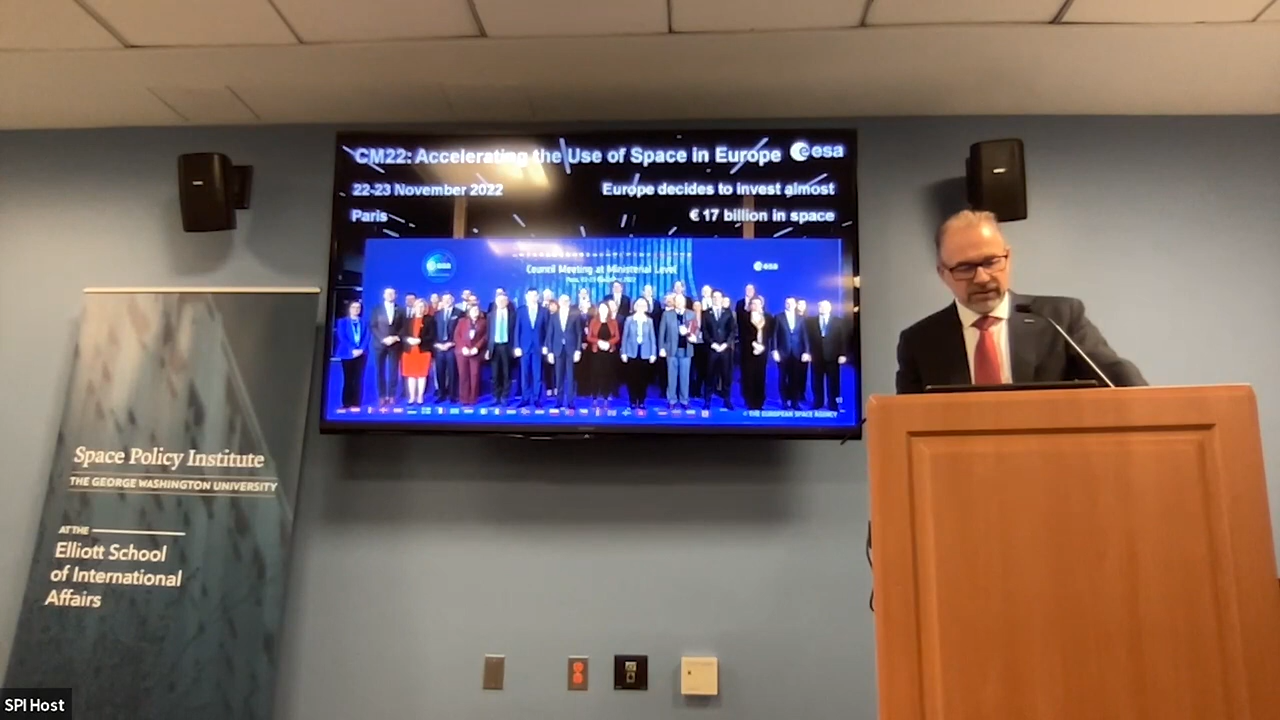 CM22: Accelerating the Use of Space in Europe
esa
22-23 November 2022
Europe decides to invest almost
Paris
€ 17 billion in space
esa
Council Meeting at Ministerial Level
esa
THE EUROPEAN SPACE AGENCY
Space Policy Institute
THE GEORGE WASHINGTON UNIVERSITY
AT THE
Elliott School
of International
Affairs
SPI Host